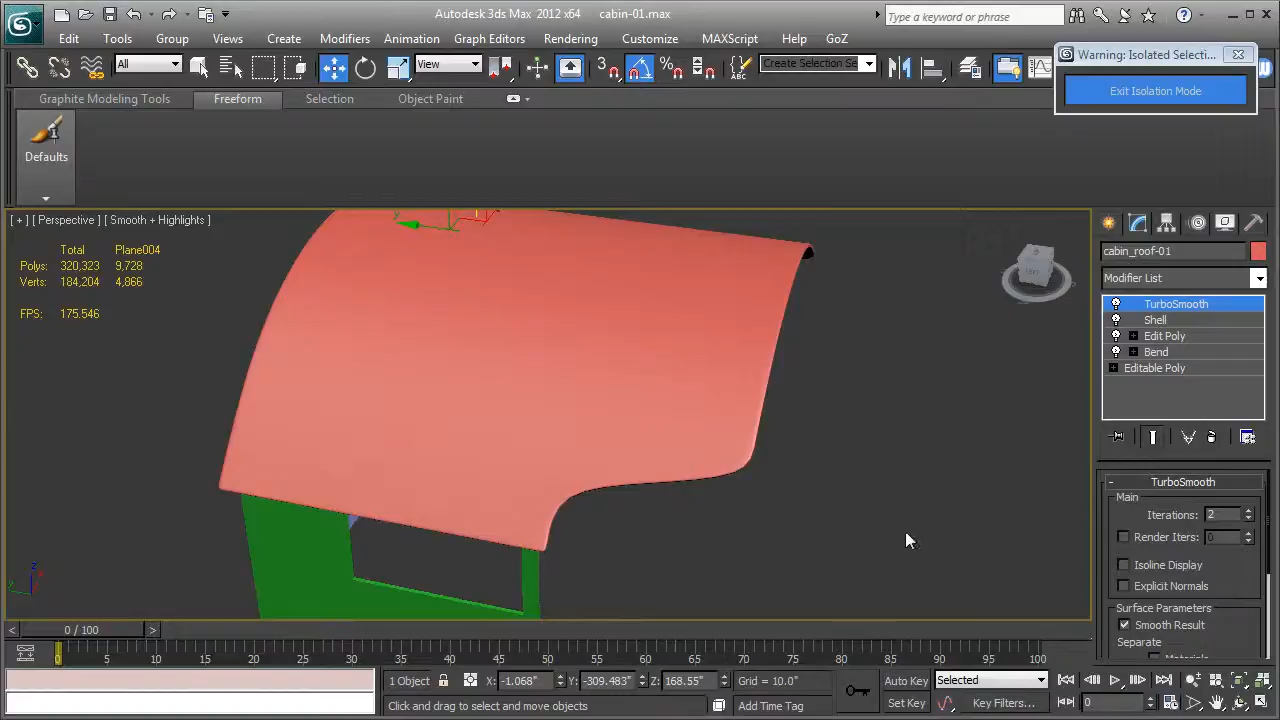 Autodesk 3ds Max 2012 x64 cabin-01.max
Type a keyword or phrase
Edit Tools Group Views Create Modifiers Animation Graph Editors Rendering Customize MAXScript Help GoZ
Warning: Isolated Selecti...
Exit Isolation Mode
All
View
3
Create Selection Se
Graphite Modeling Tools Freeform Selection Object Paint
Defaults
[ + ] [ Perspective ] [ Smooth + Highlights ]
Total Plane004
Polys: 320,323 9,728
Verts: 184,204 4,866
FPS: 175.546
cabin_roof-01
Modifier List
TurboSmooth
Shell
Edit Poly
Bend
Editable Poly
- TurboSmooth
Main
Iterations: 2
Render Iters: 0
Isoline Display
Explicit Normals
Surface Parameters
Smooth Result
Separate
Materials
y
z
x
y
< 0 / 100 >
0 5 10 15 20 25 30 35 40 45 50 55 60 65 70 75 80 85 90 95 100
1 Object X: -1.068" Y: -309.483" Z: 168.55" Grid = 10.0" Auto Key Selected
Click and drag to select and move objects Add Time Tag Set Key Key Filters... 0